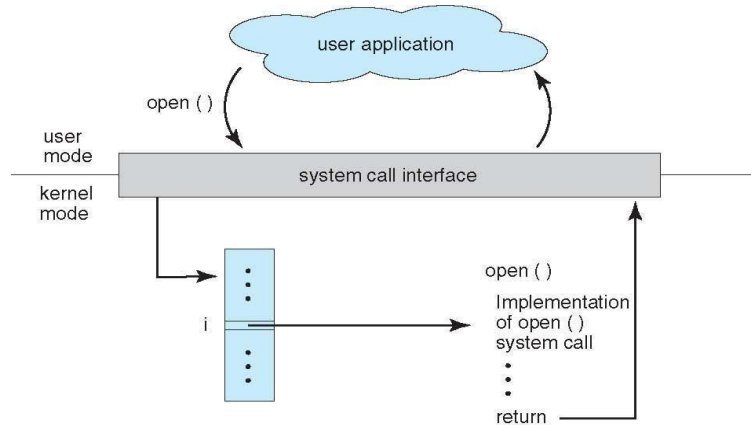 user application
open ( )
user
mode
system call interface
kernel
mode
open ( )
i
Implementation
of open ( )
system call
return